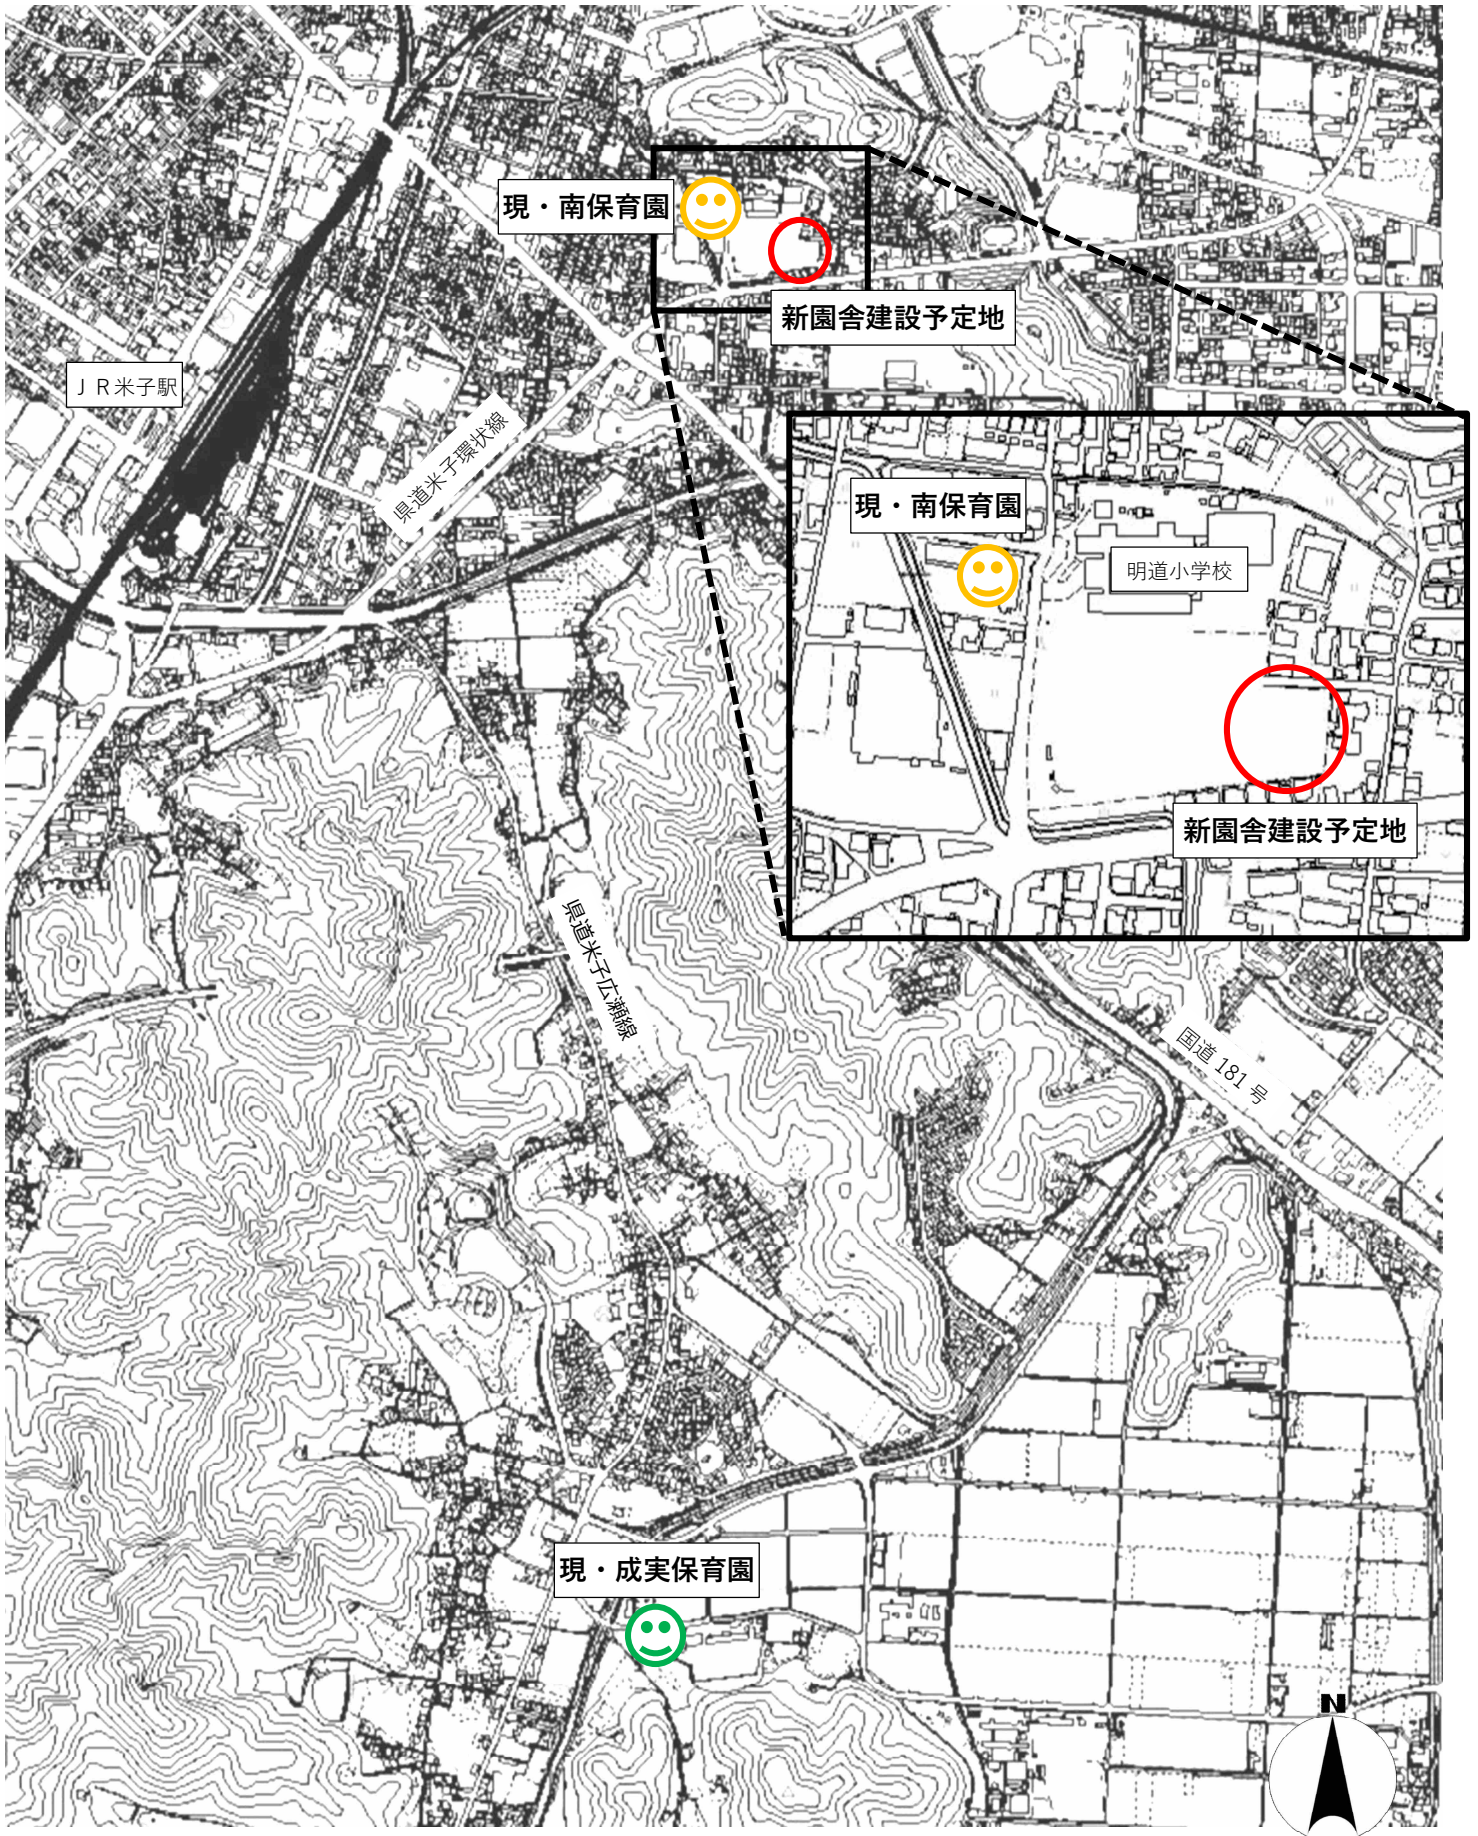 現・南保育園
新園舎建設予定地
ＪＲ米子駅
県道米子環状線
現・南保育園
明道小学校
新園舎建設予定地
県道米子広瀬線
国道 181 号
現・成実保育園
N